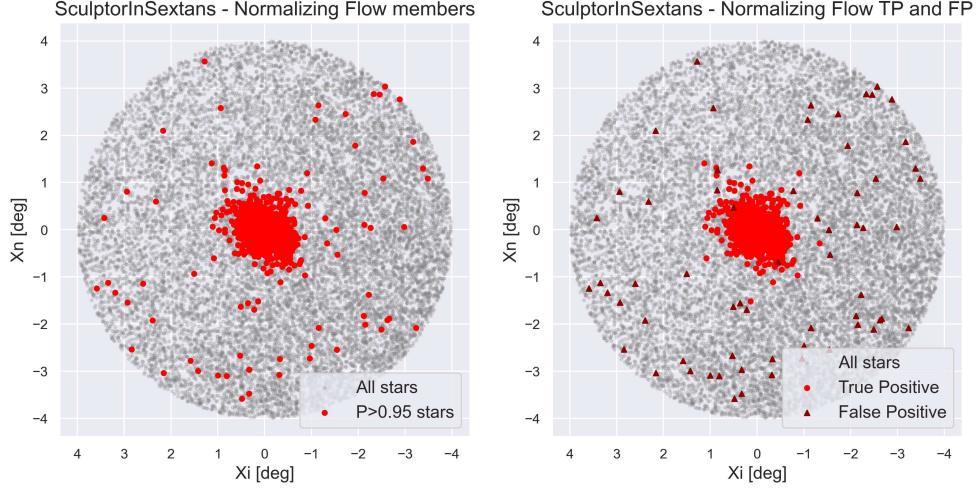 SculptorInSextans - Normalizing Flow members
4
3
2
1
0
−1
−2
−3
−4
Xn [deg]
4 3 2 1 0 −1 −2 −3 −4
Xi [deg]
All stars
P>0.95 stars
SculptorInSextans - Normalizing Flow TP and FP
4
3
2
1
0
−1
−2
−3
−4
Xn [deg]
4 3 2 1 0 −1 −2 −3 −4
Xi [deg]
All stars
True Positive
False Positive